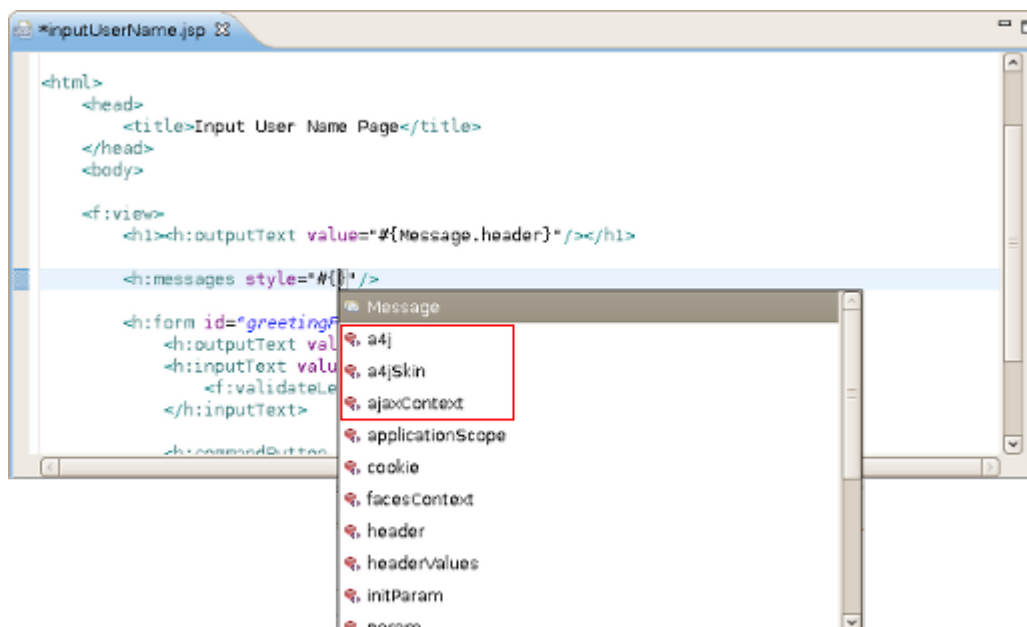 *inputUserName.jsp
<html>
<head>
<title>Input User Name Page</title>
</head>
<body>
<f:view>
<h1><h:outputText value="#{Message.header}"/></h1>
<h:messages style="#{}"/>
<h:form id="greetingF
<h:outputText val
<h:inputText valu
<f:validateLe
</h:inputText>
<h:commandButton
Message
a4j
a4jSkin
ajaxContext
applicationScope
cookie
facesContext
header
headerValues
initParam
param